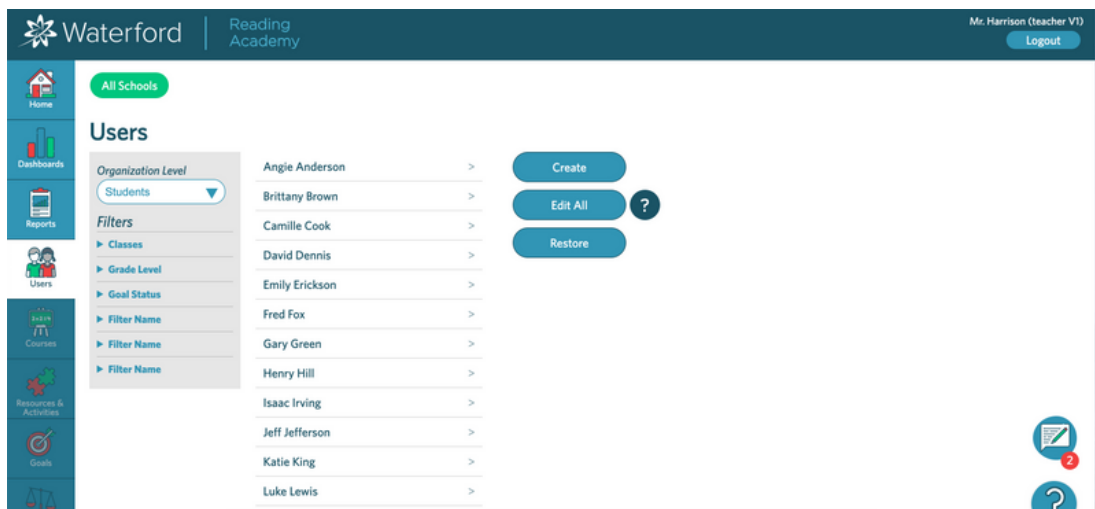 Waterford
Reading
Academy
Mr. Harrison (teacher V1)
Logout
Home
Dashboards
Reports
Users
Courses
Resources &
Activities
Goals
All Schools
Users
Organization Level
Students
Filters
Classes
Grade Level
Goal Status
Filter Name
Filter Name
Filter Name
Angie Anderson >
Brittany Brown >
Camille Cook >
David Dennis >
Emily Erickson >
Fred Fox >
Gary Green >
Henry Hill >
Isaac Irving >
Jeff Jefferson >
Katie King >
Luke Lewis >
Create
Edit All ?
Restore
2
?